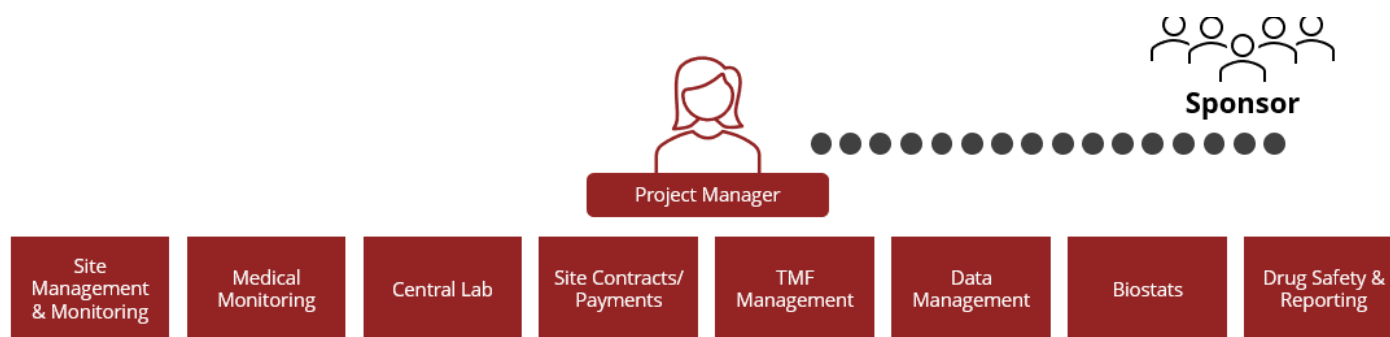 Sponsor
Project Manager
Site
Management
& Monitoring
Medical
Monitoring
Central Lab
Site Contracts/
Payments
TMF
Management
Data
Management
Biostats
Drug Safety &
Reporting